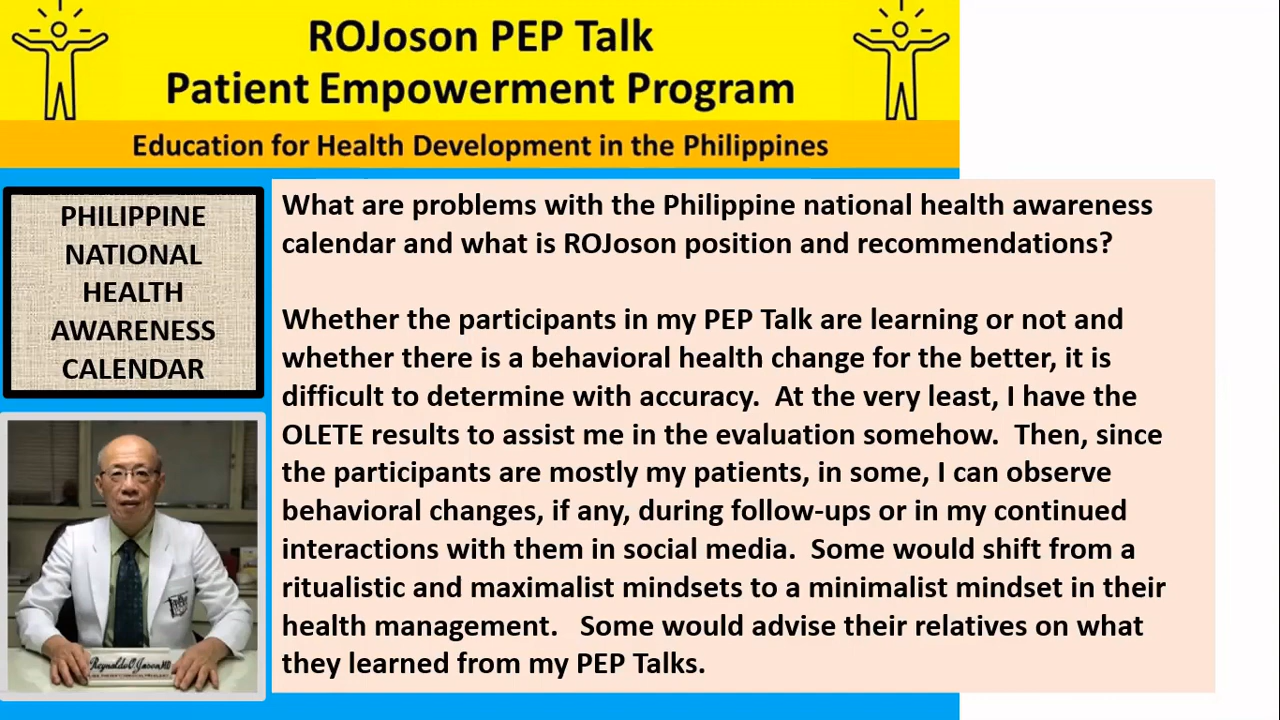 ROJoson PEP Talk
Patient Empowerment Program
Education for Health Development in the Philippines
PHILIPPINE
NATIONAL
HEALTH
AWARENESS
CALENDAR
What are problems with the Philippine national health awareness
calendar and what is ROJoson position and recommendations?
Whether the participants in my PEP Talk are learning or not and
whether there is a behavioral health change for the better, it is
difficult to determine with accuracy.  At the very least, I have the
OLETE results to assist me in the evaluation somehow.  Then, since
the participants are mostly my patients, in some, I can observe
behavioral changes, if any, during follow-ups or in my continued
interactions with them in social media.  Some would shift from a
ritualistic and maximalist mindsets to a minimalist mindset in their
health management.   Some would advise their relatives on what
they learned from my PEP Talks.
Reynaldo O. Joson, MD